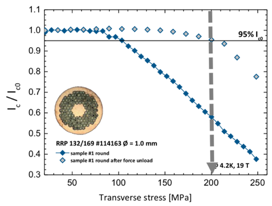 1.1
1.0
0.9
0.8
0.7
0.6
0.5
0.4
0.3
Ic / Ic0
95% Ic0
RRP 132/169 #114163 Ø = 1.0 mm
sample #1 round
sample #1 round after force unload
4.2K, 19 T
50 100 150 200 250
Transverse stress [MPa]